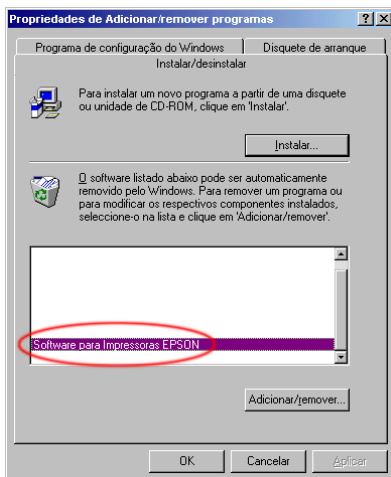 Propriedades de Adicionar/remover programas
Programa de configuração do Windows
Disquete de arranque
Instalar/desinstalar
Para instalar um novo programa a partir de uma disquete
ou unidade de CD-ROM, clique em 'Instalar'.
Instalar...
O software listado abaixo pode ser automaticamente
removido pelo Windows. Para remover um programa ou
para modificar os respectivos componentes instalados,
seleccione-o na lista e clique em 'Adicionar/remover'.
Software para Impressoras EPSON
Adicionar/remover...
OK
Cancelar
Aplicar